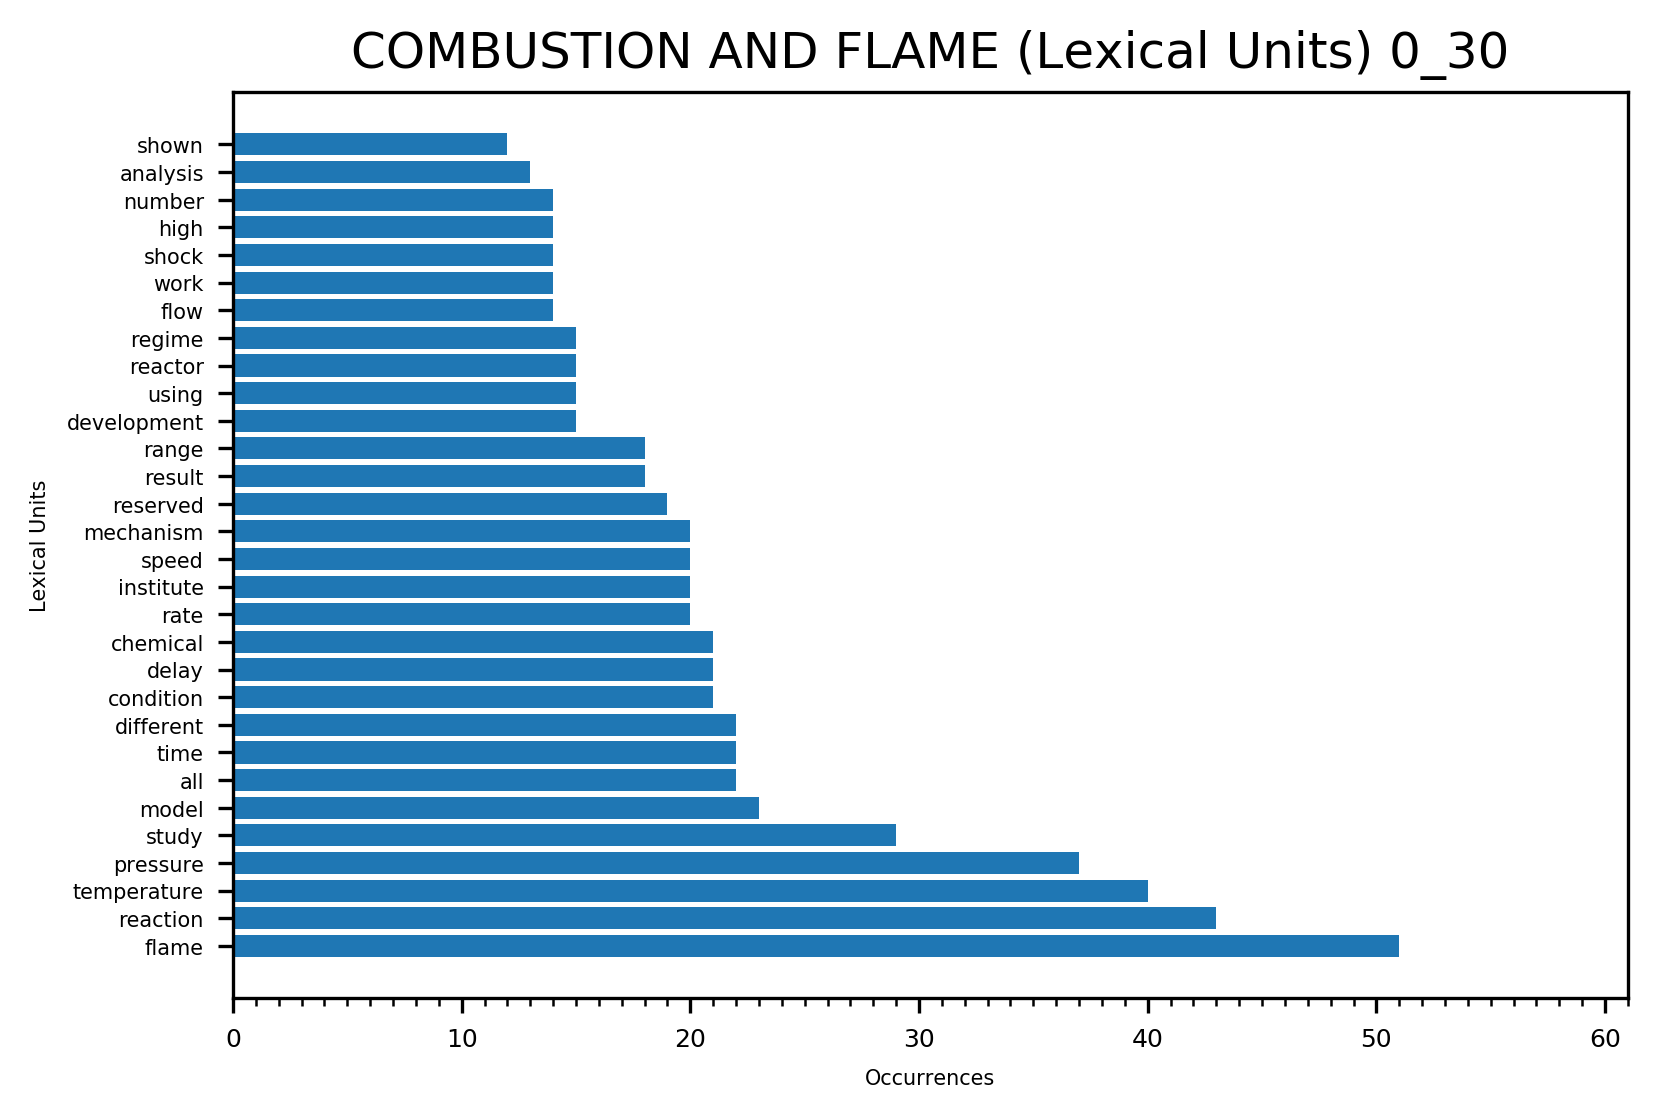 COMBUSTION AND FLAME (Lexical Units) 0_30
shown
analysis
number
high
shock
work
flow
regime
reactor
using
development
range
result
reserved
mechanism
speed
institute
rate
chemical
delay
condition
different
time
all
model
study
pressure
temperature
reaction
flame
Lexical Units
0 10 20 30 40 50 60
Occurrences